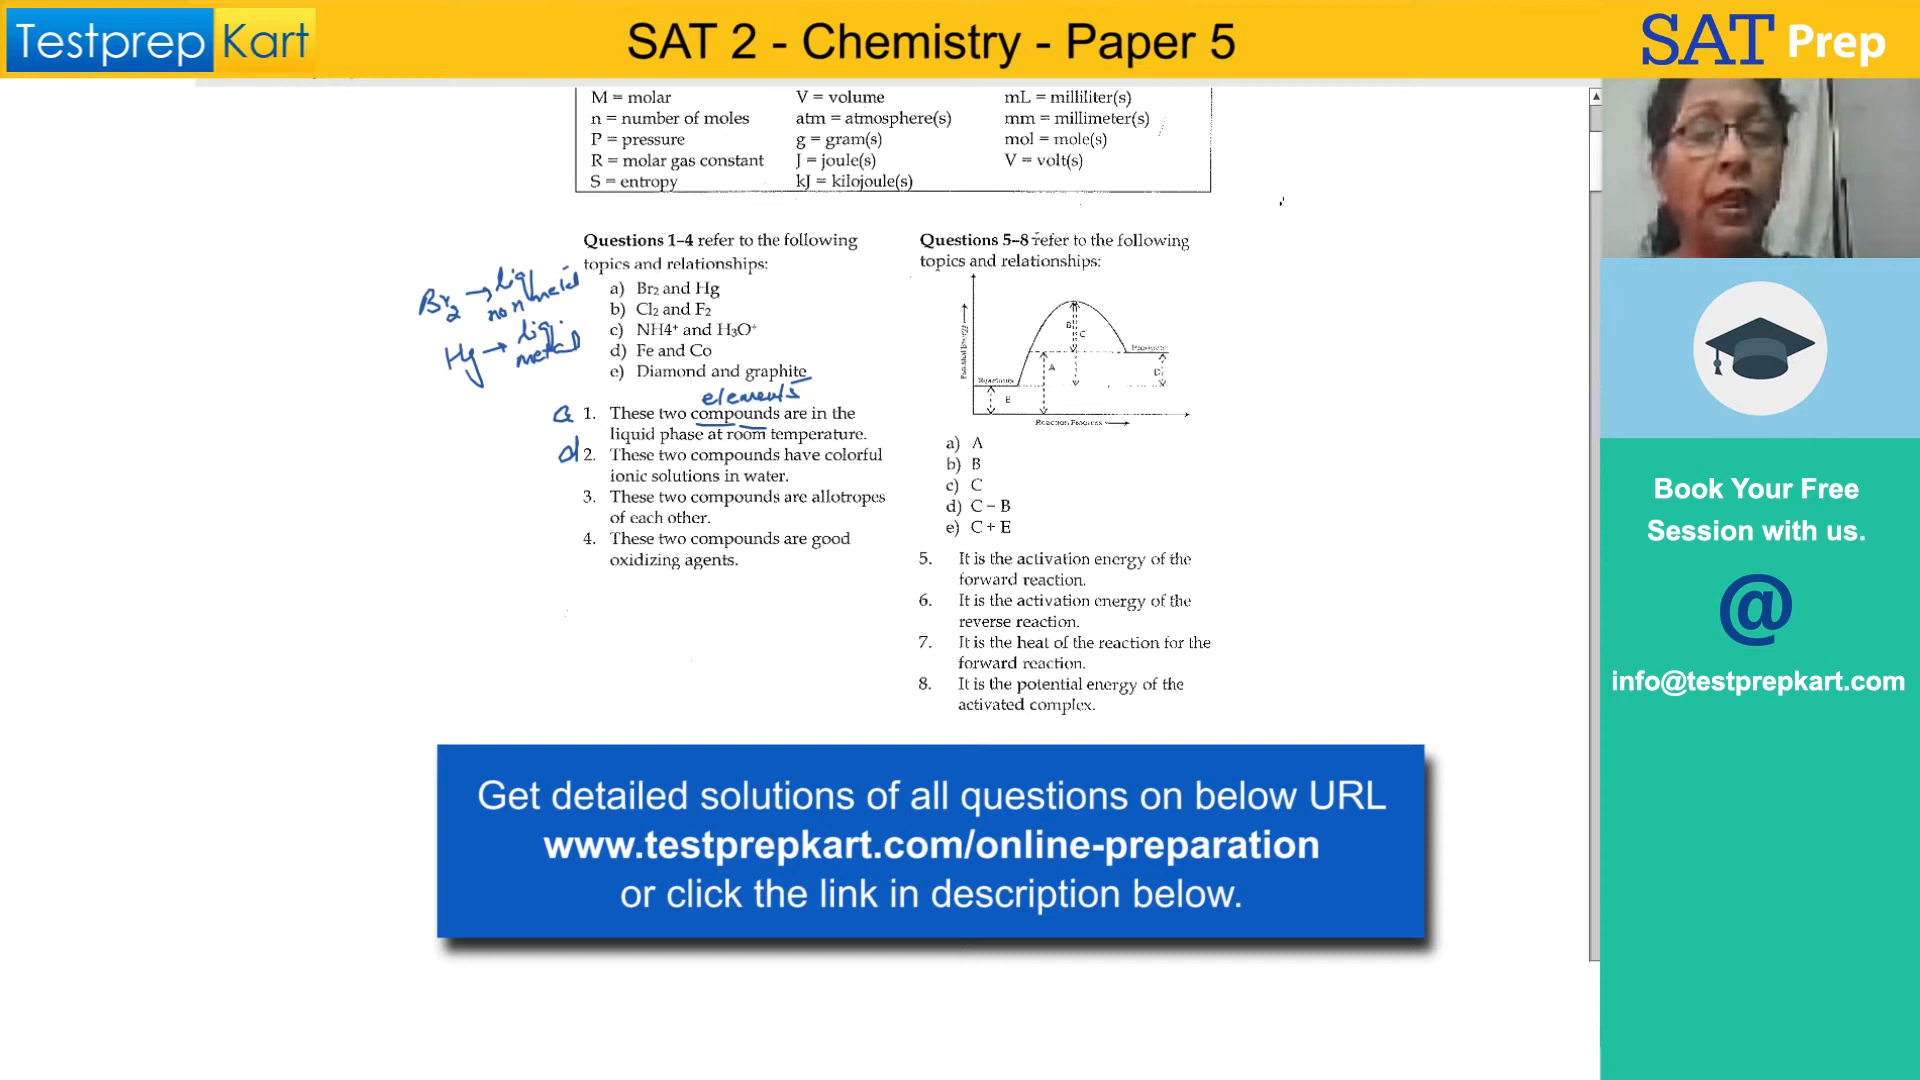 Testprep Kart
SAT 2 - Chemistry - Paper 5
SAT Prep
M = molar
n = number of moles
P = pressure
R = molar gas constant
S = entropy
V = volume
atm = atmosphere(s)
g = gram(s)
J = joule(s)
kJ = kilojoule(s)
mL = milliliter(s)
mm = millimeter(s)
mol = mole(s)
V = volt(s)
Questions 1–4 refer to the following
topics and relationships:
Br2 → liq
non metal
Hg → liq
metal
a) Br2 and Hg
b) Cl2 and F2
c) NH4+ and H3O+
d) Fe and Co
e) Diamond and graphite
elements
a 1. These two compounds are in the
liquid phase at room temperature.
d 2. These two compounds have colorful
ionic solutions in water.
3. These two compounds are allotropes
of each other.
4. These two compounds are good
oxidizing agents.
Questions 5–8 refer to the following
topics and relationships:
Potential Energy
B
C
Products
A
D
Reactants
E
Reaction Progress
a) A
b) B
c) C
d) C – B
e) C + E
5. It is the activation energy of the
forward reaction.
6. It is the activation energy of the
reverse reaction.
7. It is the heat of the reaction for the
forward reaction.
8. It is the potential energy of the
activated complex.
Get detailed solutions of all questions on below URL
www.testprepkart.com/online-preparation
or click the link in description below.
Book Your Free
Session with us.
@
info@testprepkart.com